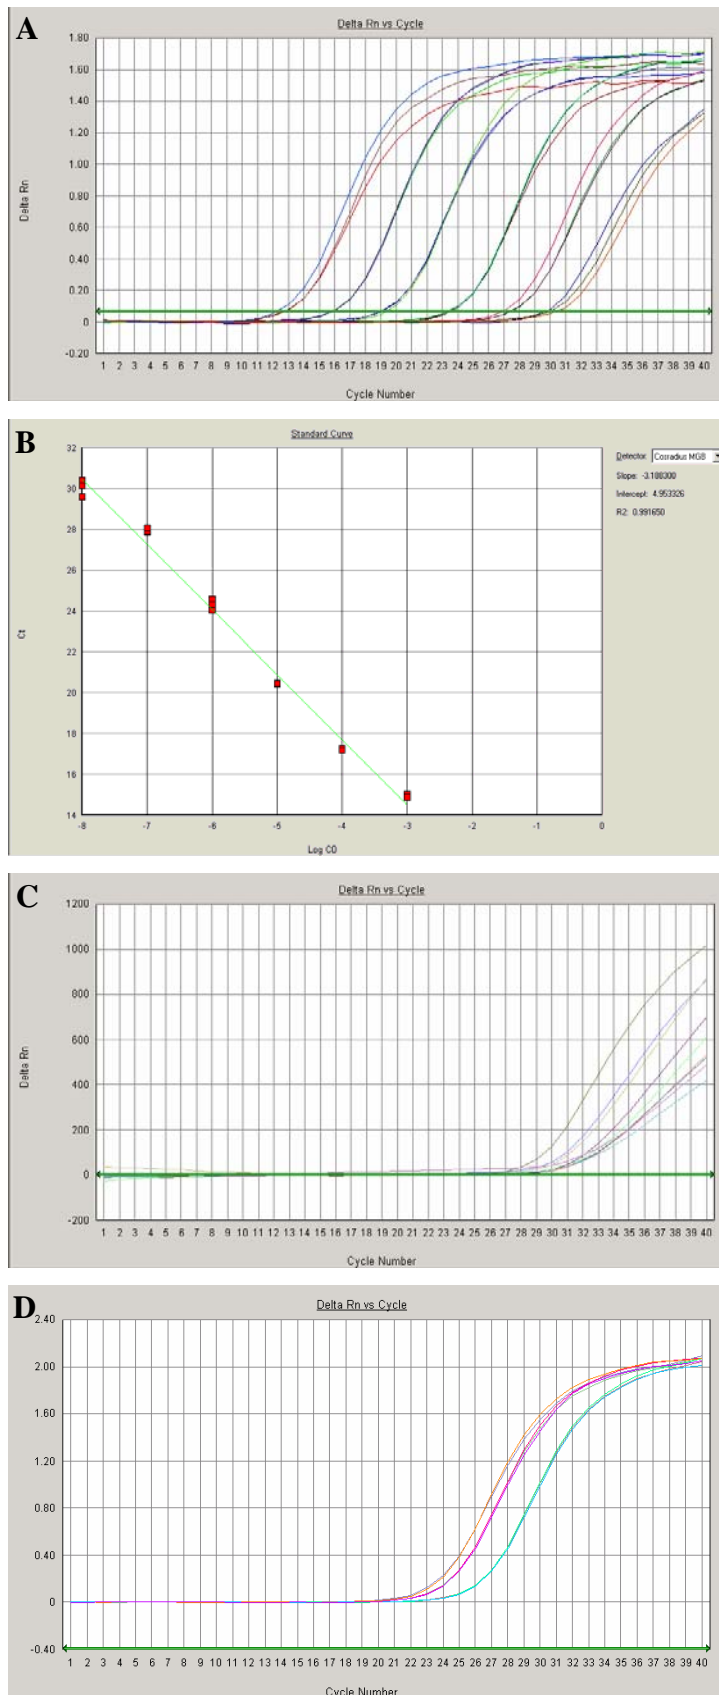 A
Delta Rn vs Cycle
1.80
1.60
1.40
1.20
1.00
0.80
0.60
0.40
0.20
0
-0.20
Delta Rn
1 2 3 4 5 6 7 8 9 10 11 12 13 14 15 16 17 18 19 20 21 22 23 24 25 26 27 28 29 30 31 32 33 34 35 36 37 38 39 40
Cycle Number
B
Standard Curve
32
30
28
26
24
22
20
18
16
14
Ct
-8 -7 -6 -5 -4 -3 -2 -1 0
Log C0
Detector: Cosradius MGB
Slope: -3.188300
Intercept: 4.953326
R2: 0.991650
C
Delta Rn vs Cycle
1200
1000
800
600
400
200
0
-200
Delta Rn
1 2 3 4 5 6 7 8 9 10 11 12 13 14 15 16 17 18 19 20 21 22 23 24 25 26 27 28 29 30 31 32 33 34 35 36 37 38 39 40
Cycle Number
D
Delta Rn vs Cycle
2.40
2.00
1.60
1.20
0.80
0.40
0
-0.40
1 2 3 4 5 6 7 8 9 10 11 12 13 14 15 16 17 18 19 20 21 22 23 24 25 26 27 28 29 30 31 32 33 34 35 36 37 38 39 40
Cycle Number